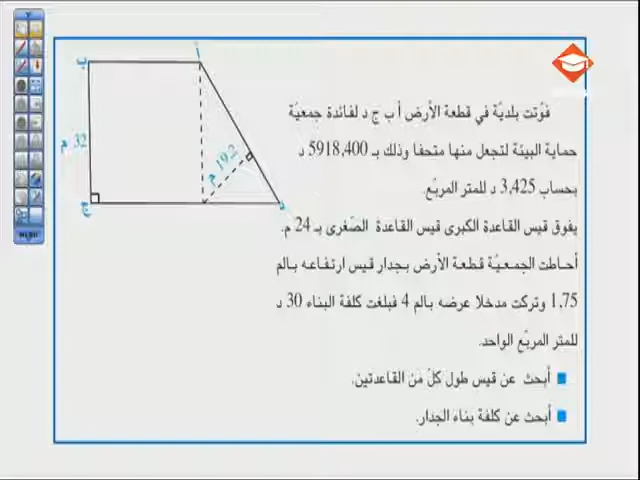 أ
ب
32 م
19,2 م
ج
د
فوّتت بلديّة في قطعة الأرض أ ب ج د لفائدة جمعيّة
حماية البيئة لتجعل منها متحفا وذلك بـ 5918,400 د
بحساب 3,425 د للمتر المربّع.
يفوق قيس القاعدة الكبرى قيس القاعدة الصّغرى بـ 24 م.
أحاطت الجمعيّة قطعة الأرض بجدار قيس ارتفاعه بالم
1,75 وتركت مدخلا عرضه بالم 4 فبلغت كلفة البناء 30 د
للمتر المربّع الواحد.
أبحث عن قيس طول كلّ من القاعدتين.
أبحث عن كلفة بناء الجدار.
MENU